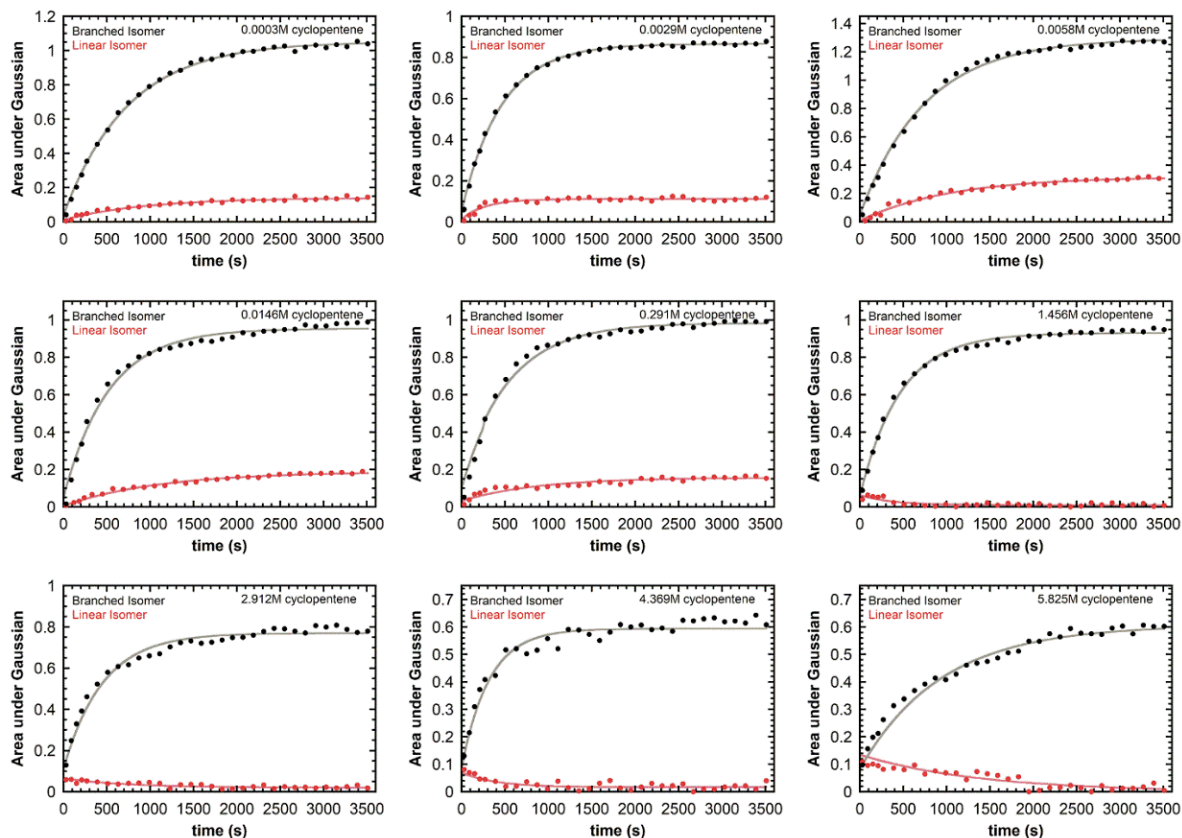 1.2
Branched Isomer 0.0003M cyclopentene
Linear Isomer
1
0.8
0.6
0.4
0.2
0
Area under Gaussian
0 500 1000 1500 2000 2500 3000 3500
time (s)
1
Branched Isomer 0.0029M cyclopentene
Linear Isomer
0.8
0.6
0.4
0.2
0
Area under Gaussian
0 500 1000 1500 2000 2500 3000 3500
time (s)
1.4
Branched Isomer 0.0058M cyclopentene
Linear Isomer
1.2
1
0.8
0.6
0.4
0.2
0
Area under Gaussian
0 500 1000 1500 2000 2500 3000 3500
time (s)
1
Branched Isomer 0.0146M cyclopentene
Linear Isomer
0.8
0.6
0.4
0.2
0
Area under Gaussian
0 500 1000 1500 2000 2500 3000 3500
time (s)
1
Branched Isomer 0.291M cyclopentene
Linear Isomer
0.8
0.6
0.4
0.2
0
Area under Gaussian
0 500 1000 1500 2000 2500 3000 3500
time (s)
1
Branched Isomer 1.456M cyclopentene
Linear Isomer
0.8
0.6
0.4
0.2
0
Area under Gaussian
0 500 1000 1500 2000 2500 3000 3500
time (s)
1
Branched Isomer 2.912M cyclopentene
Linear Isomer
0.8
0.6
0.4
0.2
0
Area under Gaussian
0 500 1000 1500 2000 2500 3000 3500
time (s)
0.7
Branched Isomer 4.369M cyclopentene
Linear Isomer
0.6
0.5
0.4
0.3
0.2
0.1
0
Area under Gaussian
0 500 1000 1500 2000 2500 3000 3500
time (s)
0.7
Branched Isomer 5.825M cyclopentene
Linear Isomer
0.6
0.5
0.4
0.3
0.2
0.1
0
Area under Gaussian
0 500 1000 1500 2000 2500 3000 3500
time (s)